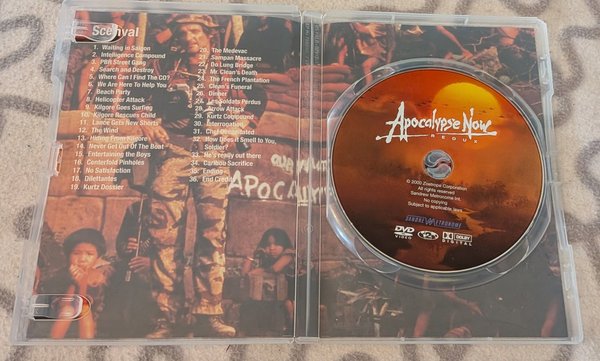 Scenval
1. Waiting in Saigon
2. Intelligence Compound
3. PBR Street Gang
4. Search and Destroy
5. Where Can I Find The CO?
6. We Are Here To Help You
7. Beach Party
8. Helicopter Attack
9. Kilgore Goes Surfing
10. Kilgore Rescues Child
11. Lance Gets New Shorts
12. The Wind
13. Hiding From Kilgore
14. Never Get Out Of The Boat
15. Entertaining the Boys
16. Centerfold Pinholes
17. No Satisfaction
18. Dilettantes
19. Kurtz Dossier
20. The Medevac
21. Sampan Massacre
22. Do Lung Bridge
23. Mr. Clean's Death
24. The French Plantation
25. Clean's Funeral
26. Dinner
27. Les Soldats Perdus
28. Arrow Attack
29. Kurtz Compound
30. Interrogation
31. Chef Decapitated
32. How Does it Smell to You,
Soldier?
33. He's really out there
34. Caribou Sacrifice
35. Ending
36. End Credits
APOCALY
Apocalypse Now
REDUX
© 2002 Zoetrope Corporation
All rights reserved
Sandrew Metronome Int.
No copying
Subject to applicable laws
SANDREW METRONOME
DVD
VIDEO
2
DOLBY
DIGITAL